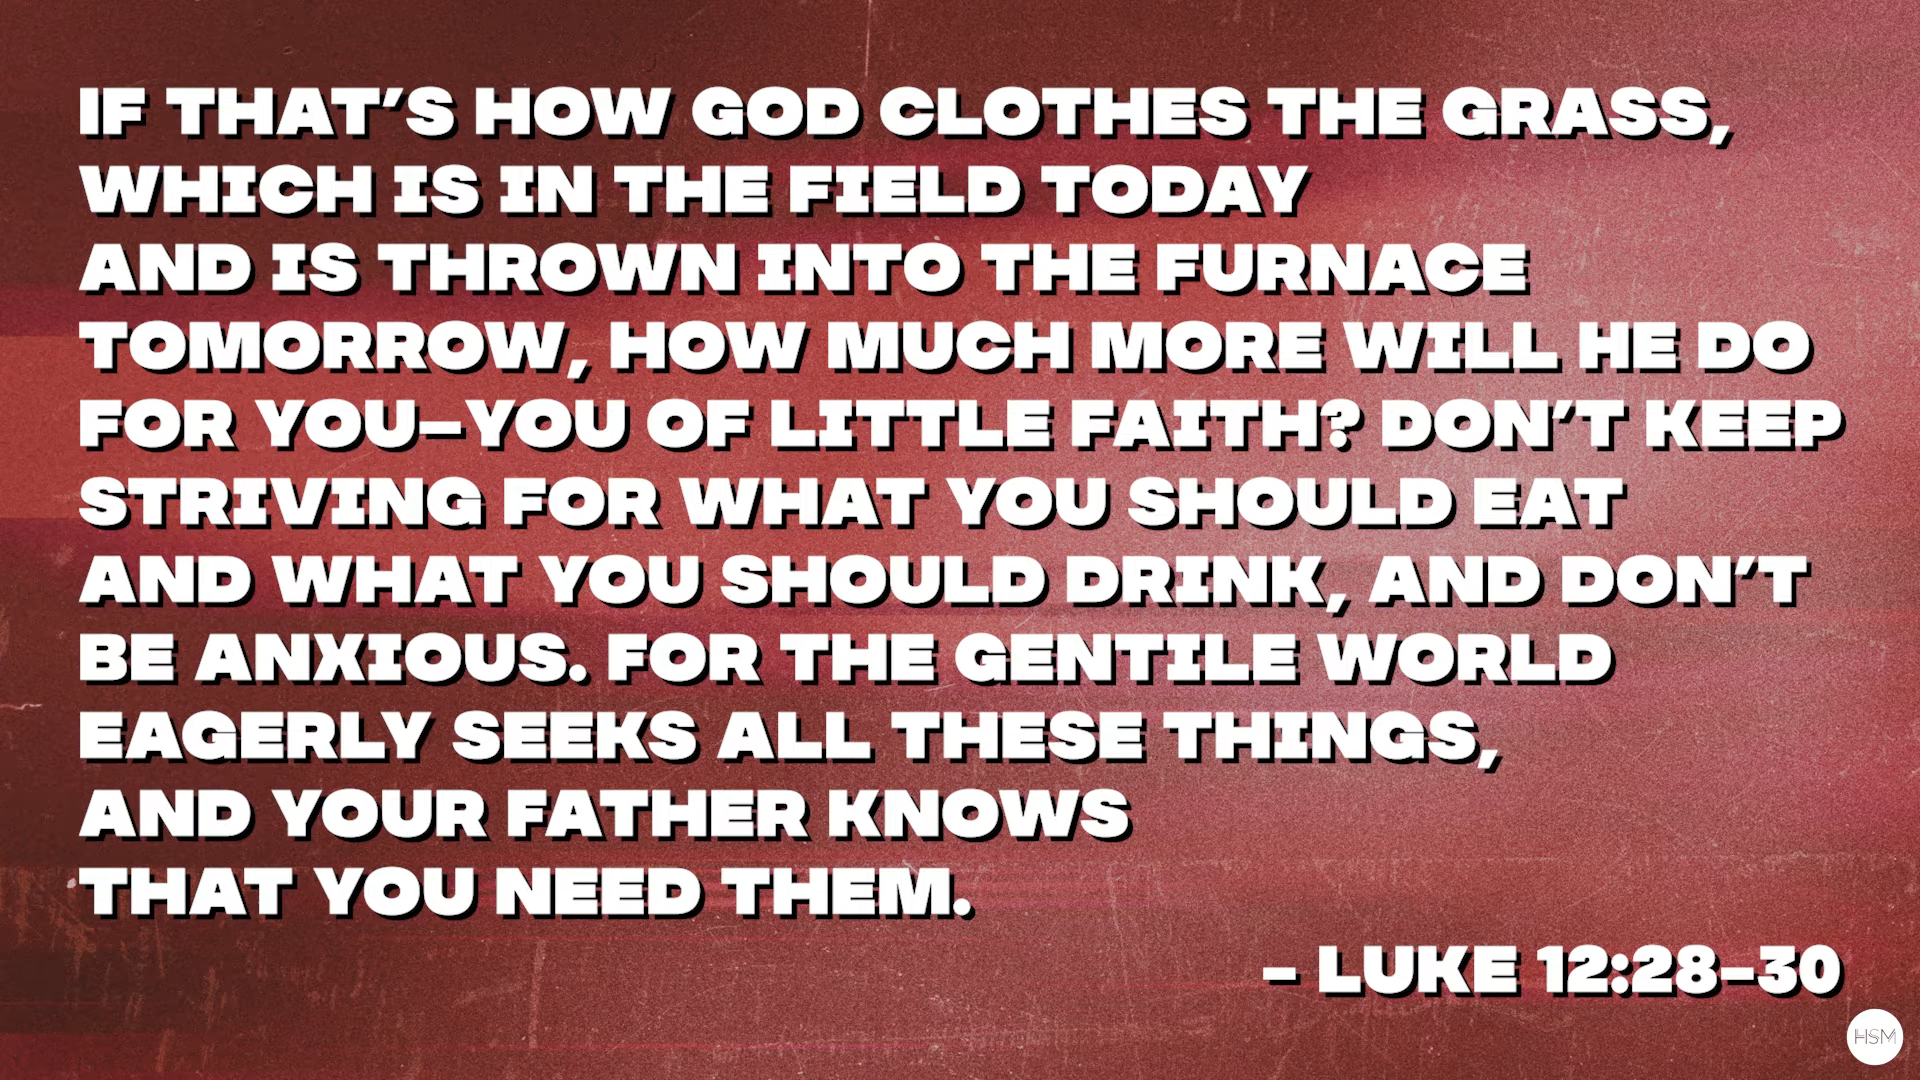 IF THAT'S HOW GOD CLOTHES THE GRASS,
WHICH IS IN THE FIELD TODAY
AND IS THROWN INTO THE FURNACE
TOMORROW, HOW MUCH MORE WILL HE DO
FOR YOU–YOU OF LITTLE FAITH? DON'T KEEP
STRIVING FOR WHAT YOU SHOULD EAT
AND WHAT YOU SHOULD DRINK, AND DON'T
BE ANXIOUS. FOR THE GENTILE WORLD
EAGERLY SEEKS ALL THESE THINGS,
AND YOUR FATHER KNOWS
THAT YOU NEED THEM.
– LUKE 12:28–30
HSM